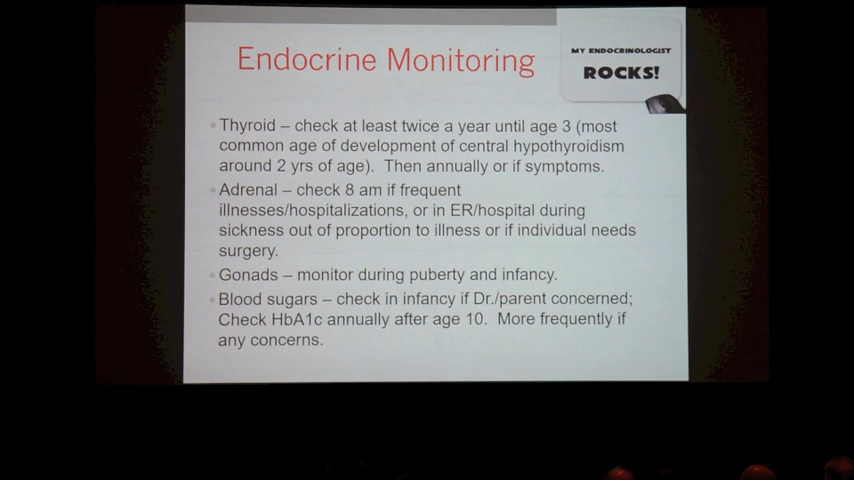 Endocrine Monitoring
MY ENDOCRINOLOGIST
ROCKS!
Thyroid – check at least twice a year until age 3 (most
common age of development of central hypothyroidism
around 2 yrs of age).  Then annually or if symptoms.
Adrenal – check 8 am if frequent
illnesses/hospitalizations, or in ER/hospital during
sickness out of proportion to illness or if individual needs
surgery.
Gonads – monitor during puberty and infancy.
Blood sugars – check in infancy if Dr./parent concerned;
Check HbA1c annually after age 10.  More frequently if
any concerns.